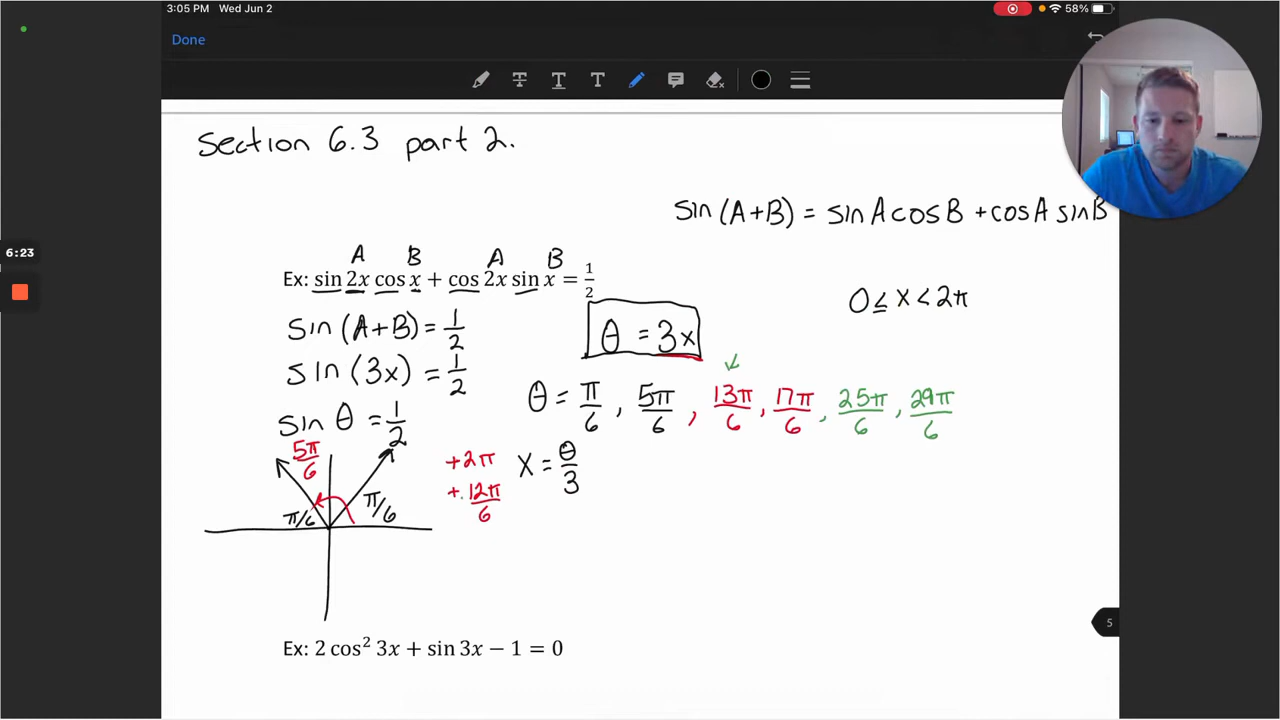 3:05 PM Wed Jun 2
58%
Done
Section 6.3 part 2.
sin (A+B) = sin A cos B + cos A sin B
A B A B
Ex: sin 2x cos x + cos 2x sin x = 1/2
0 ≤ x < 2π
sin (A+B) = 1/2
θ = 3x
sin (3x) = 1/2
θ = π/6, 5π/6, 13π/6, 17π/6, 25π/6, 29π/6
sin θ = 1/2
5π/6
+2π
x = θ/3
+ 12π/6
π/6
π/6
6:23
5
Ex: 2 cos² 3x + sin 3x − 1 = 0